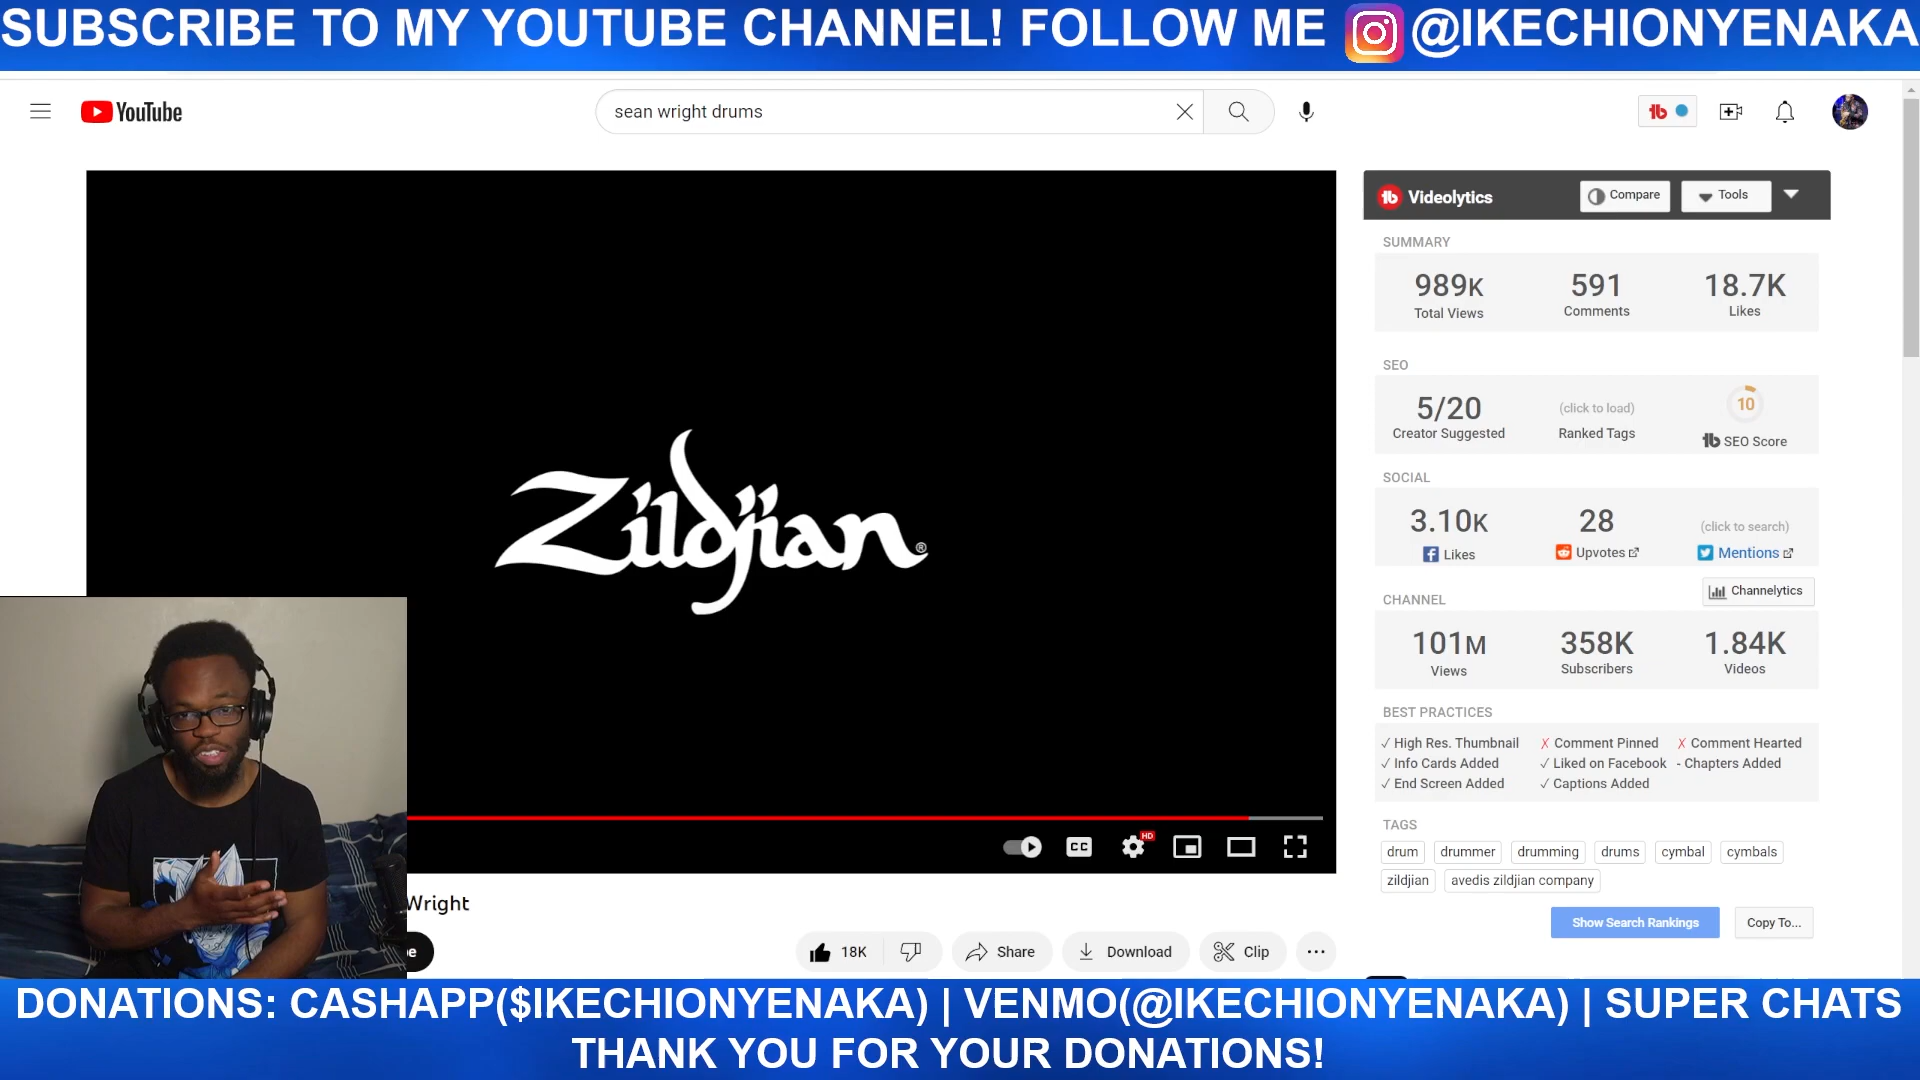 SUBSCRIBE TO MY YOUTUBE CHANNEL! FOLLOW ME @IKECHIONYENAKA
YouTube
sean wright drums
Zildjian®
HD
CC
Wright
be
18K
Share
Download
Clip
Videolytics
Compare
Tools
SUMMARY
989K 591 18.7K
Total Views Comments Likes
SEO
5/20 (click to load) 10
Creator Suggested Ranked Tags SEO Score
SOCIAL
3.10K 28 (click to search)
Likes Upvotes Mentions
Channelytics
CHANNEL
101M 358K 1.84K
Views Subscribers Videos
BEST PRACTICES
✓ High Res. Thumbnail ✗ Comment Pinned ✗ Comment Hearted
✓ Info Cards Added ✓ Liked on Facebook - Chapters Added
✓ End Screen Added ✓ Captions Added
TAGS
drum drummer drumming drums cymbal cymbals
zildjian avedis zildjian company
Show Search Rankings Copy To...
DONATIONS: CASHAPP($IKECHIONYENAKA) | VENMO(@IKECHIONYENAKA) | SUPER CHATS
THANK YOU FOR YOUR DONATIONS!